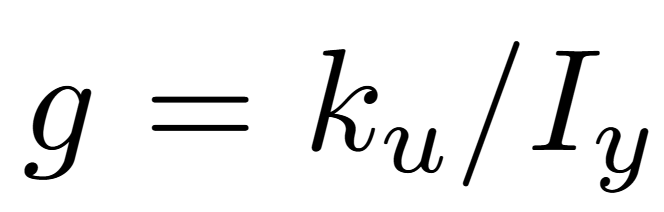 g = k_u/I_y